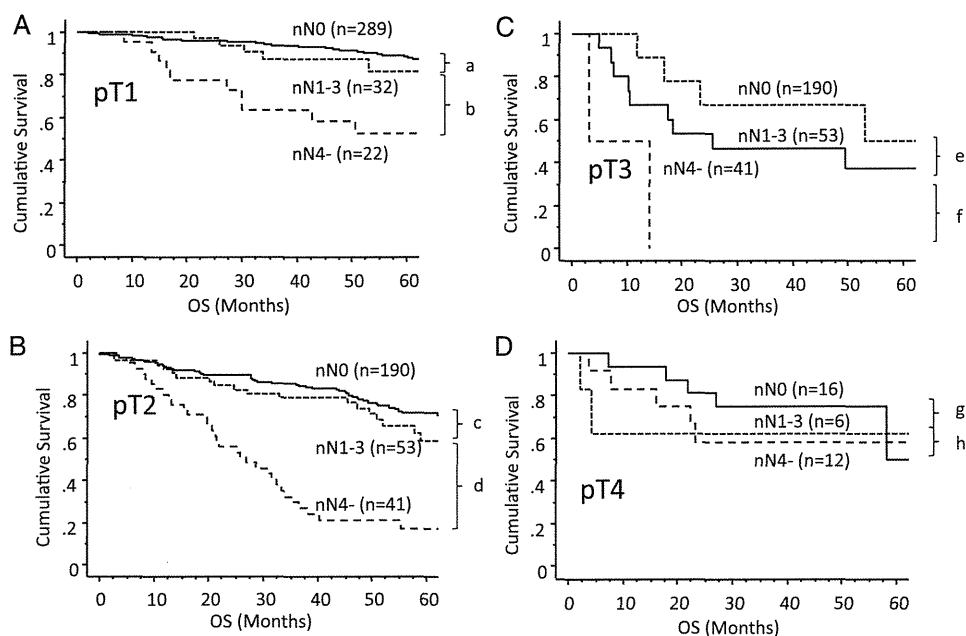 A
Cumulative Survival
1
.8
.6
.4
.2
0
pT1
nN0 (n=289)
nN1-3 (n=32)
nN4- (n=22)
a
b
0 10 20 30 40 50 60
OS (Months)
B
Cumulative Survival
1
.8
.6
.4
.2
0
pT2
nN0 (n=190)
nN1-3 (n=53)
nN4- (n=41)
c
d
0 10 20 30 40 50 60
OS (Months)
C
Cumulative Survival
1
.8
.6
.4
.2
0
pT3
nN0 (n=190)
nN1-3 (n=53)
nN4- (n=41)
e
f
0 10 20 30 40 50 60
OS (Months)
D
Cumulative Survival
1
.8
.6
.4
.2
0
pT4
nN0 (n=16)
nN1-3 (n=6)
nN4- (n=12)
g
h
0 10 20 30 40 50 60
OS (Months)